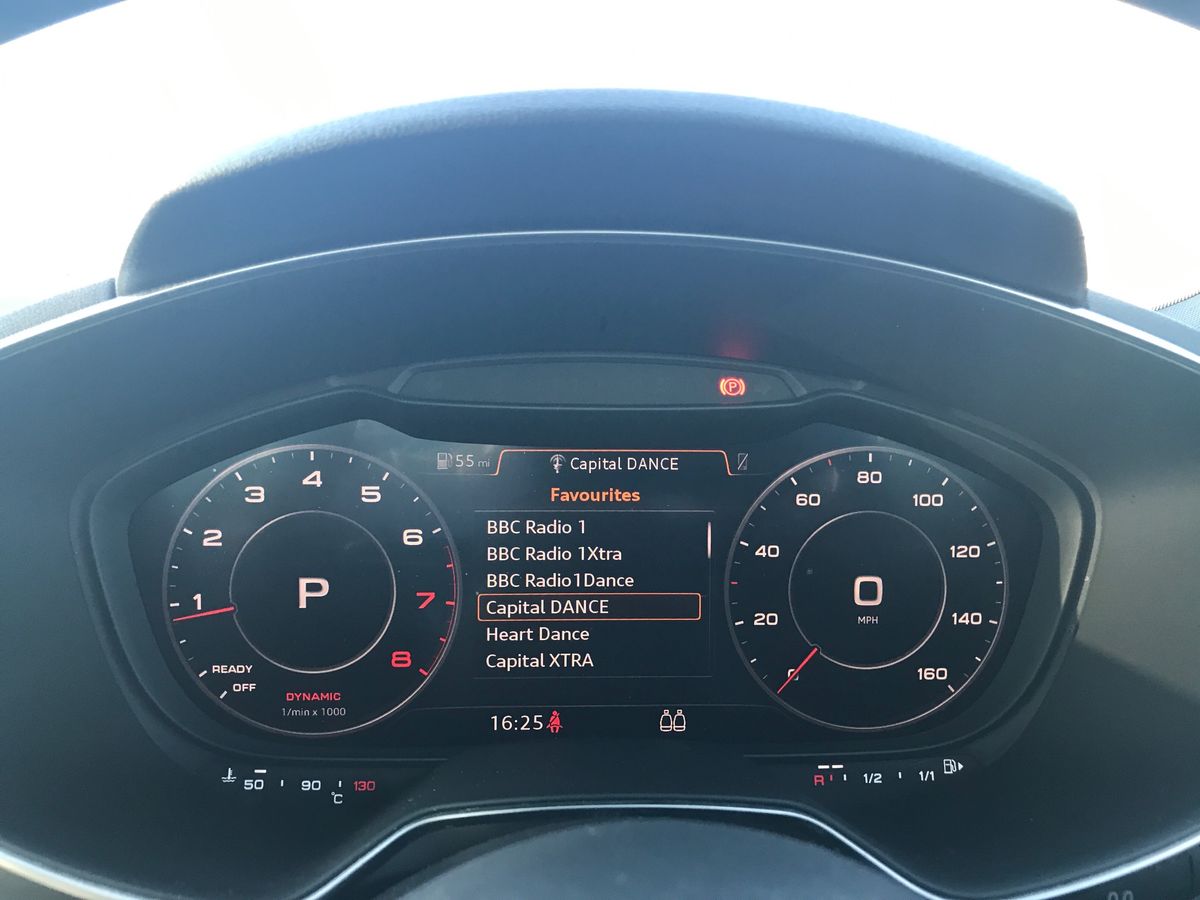 P
55 mi
Capital DANCE
Favourites
BBC Radio 1
BBC Radio 1Xtra
BBC Radio1Dance
Capital DANCE
Heart Dance
Capital XTRA
1
2
3
4
5
6
7
8
P
READY
OFF
DYNAMIC
1/min x 1000
0
20
40
60
80
100
120
140
160
0
MPH
16:25
50
90
130
°C
R
1/2
1/1